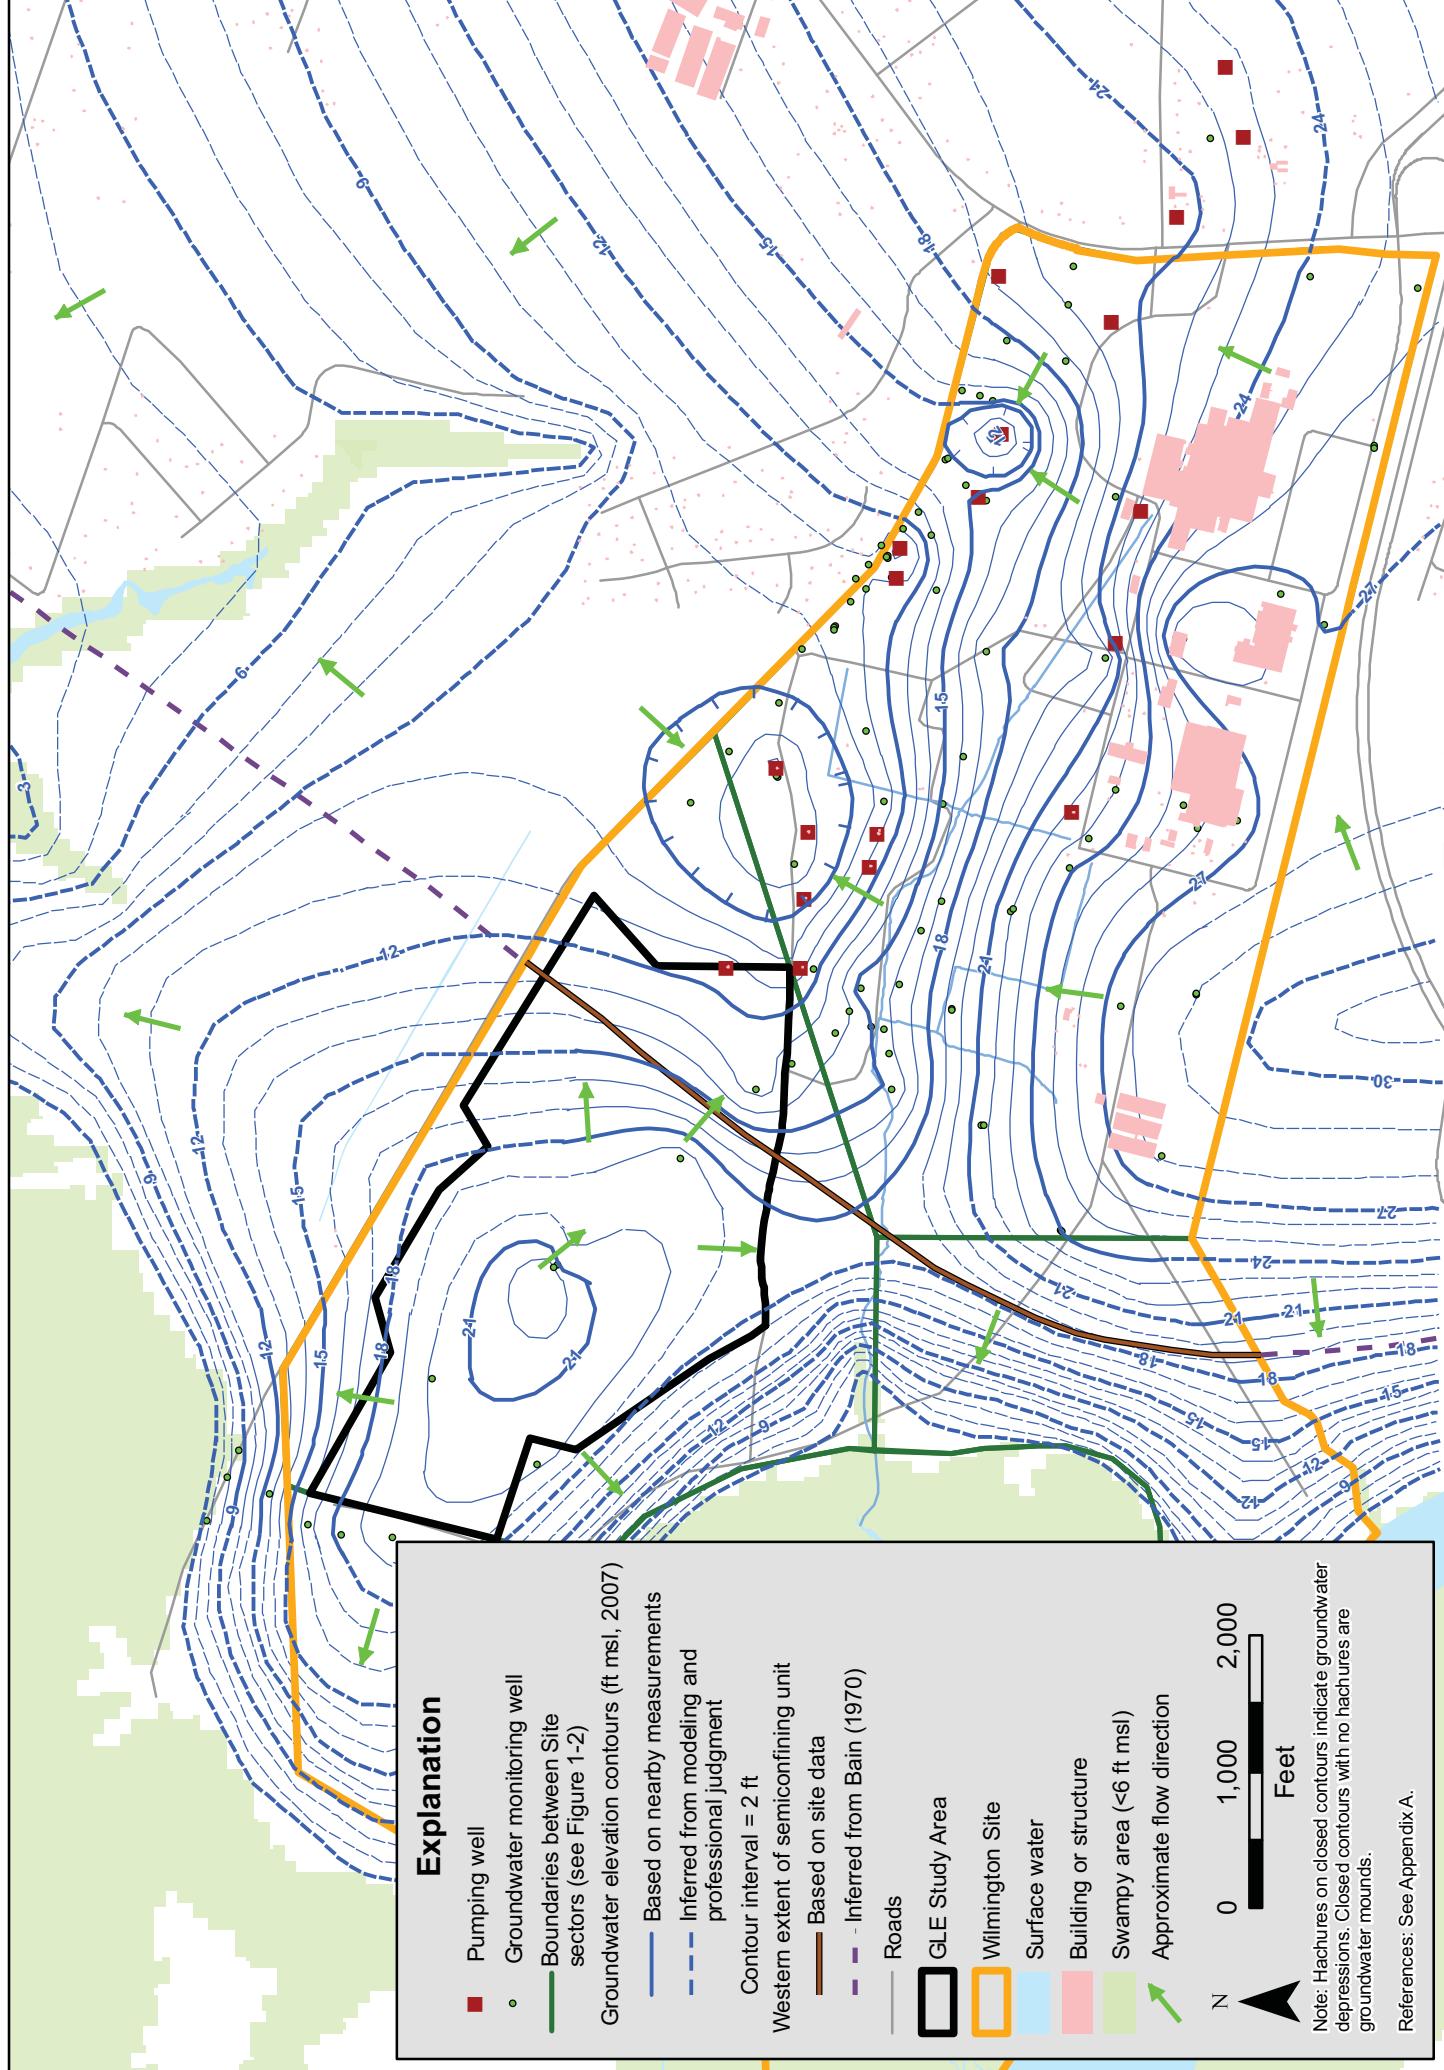 Explanation
Pumping well
Groundwater monitoring well
Boundaries between Site
sectors (see Figure 1-2)
Groundwater elevation contours (ft msl, 2007)
Based on nearby measurements
Inferred from modeling and
professional judgment
Contour interval = 2 ft
Western extent of semiconfining unit
Based on site data
Inferred from Bain (1970)
Roads
GLE Study Area
Wilmington Site
Surface water
Building or structure
Swampy area (<6 ft msl)
Approximate flow direction
N
0 1,000 2,000
Feet
Note: Hachures on closed contours indicate groundwater
depressions. Closed contours with no hachures are
groundwater mounds.
References: See Appendix A.
9
12
15
18
21
24
24
27
27
6
3
12
12
9
15
18
12
15
18
9
21
21
12
9
15
18
21
30
27
24
21
21
21
18
18
18
15
15
15
12
12
9